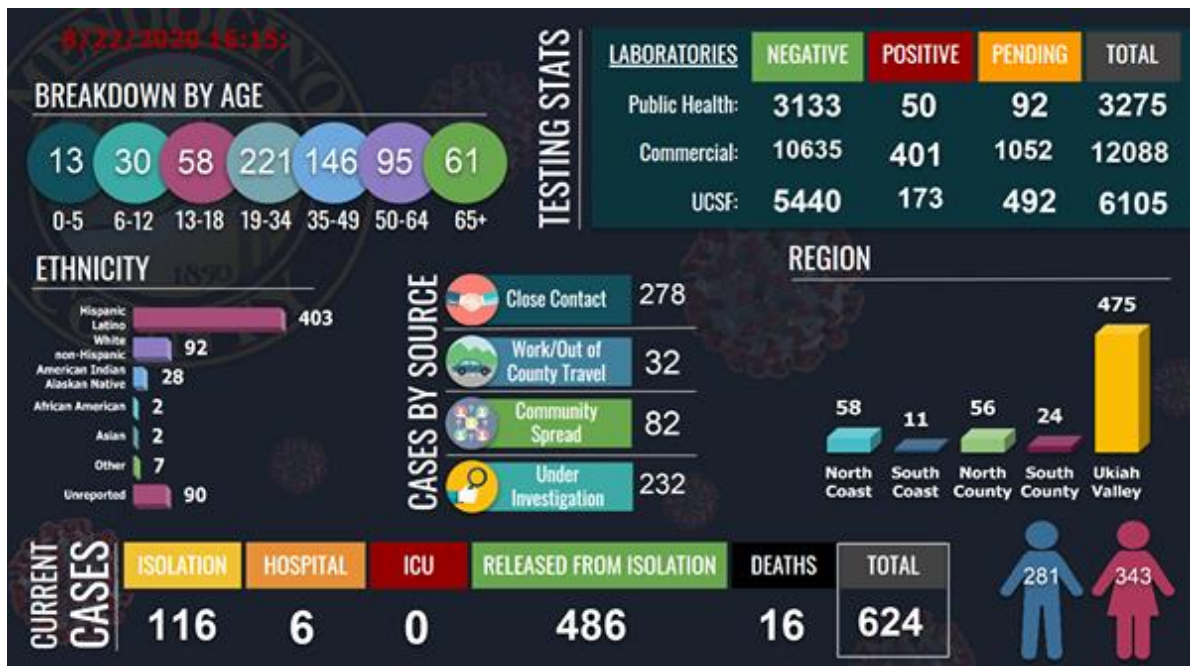 8/22/2020 16:15:
BREAKDOWN BY AGE
13 30 58 221 146 95 61
0-5 6-12 13-18 19-34 35-49 50-64 65+
TESTING STATS
LABORATORIES NEGATIVE POSITIVE PENDING TOTAL
Public Health: 3133 50 92 3275
Commercial: 10635 401 1052 12088
UCSF: 5440 173 492 6105
ETHNICITY
1850
Hispanic
Latino 403
White
non-Hispanic 92
American Indian
Alaskan Native 28
African American 2
Asian 2
Other 7
Unreported 90
CASES BY SOURCE
Close Contact 278
Work/Out of
County Travel 32
Community
Spread 82
Under
Investigation 232
REGION
58 11 56 24 475
North South North South Ukiah
Coast Coast County County Valley
CURRENT
CASES
ISOLATION HOSPITAL ICU RELEASED FROM ISOLATION DEATHS TOTAL
116 6 0 486 16 624
281 343